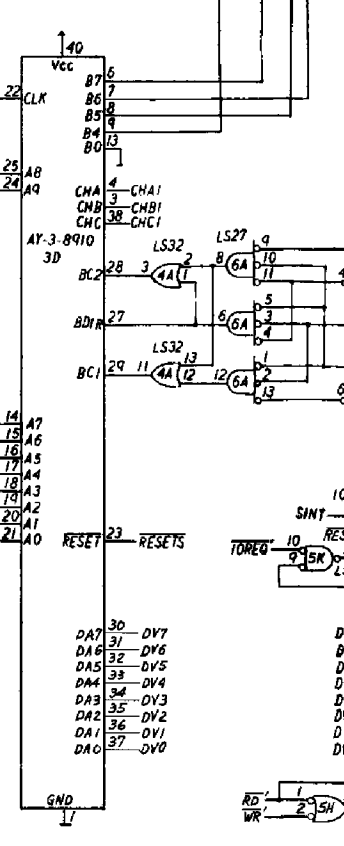 40
Vcc
B7 6
B6 7
22 CLK
B5 8
B4 9
B0 13
25 A8
24 A9
CHA 4 CHA1
CHB 3 CHB1
CHC 38 CHC1
AY-3-8910
3D
LS32 LS27
BC2 28 3 4A 2 1 8 6A 9 10 11
4
BDIR 27 6 6A 5 3 4
LS32
BC1 29 11 4A 13 12 12 6A 1 2 13
6
14 A7
15 A6
16 A5
17 A4
18 A3
19 A2
20 A1
21 A0
SINT
RESET 23 RESETS
IOREQ' 10 9 5K
DA7 30 DV7
DA6 31 DV6
DA5 32 DV5
DA4 33 DV4
DA3 34 DV3
DA2 35 DV2
DA1 36 DV1
DA0 37 DV0
GND
1
RD' 1 5H
WR' 2